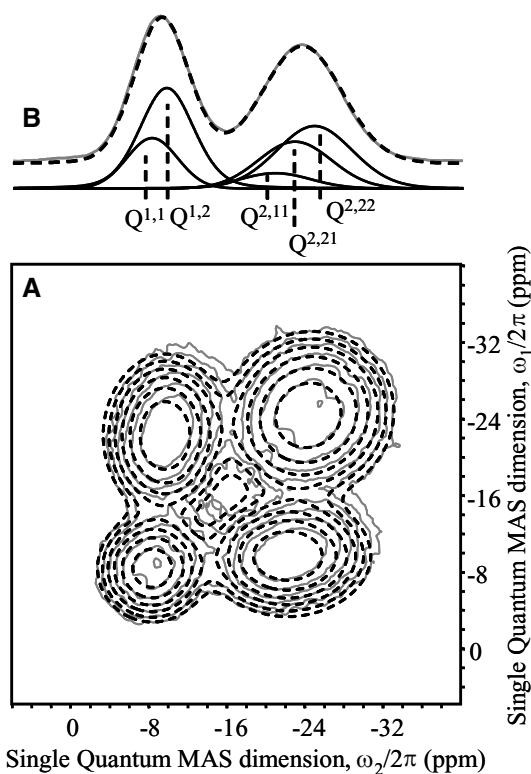 B
Q1,1 Q1,2 Q2,11 Q2,22
Q2,21
A
-32
-24
-16
-8
0
Single Quantum MAS dimension, ω1/2π (ppm)
0 -8 -16 -24 -32
Single Quantum MAS dimension, ω2/2π (ppm)